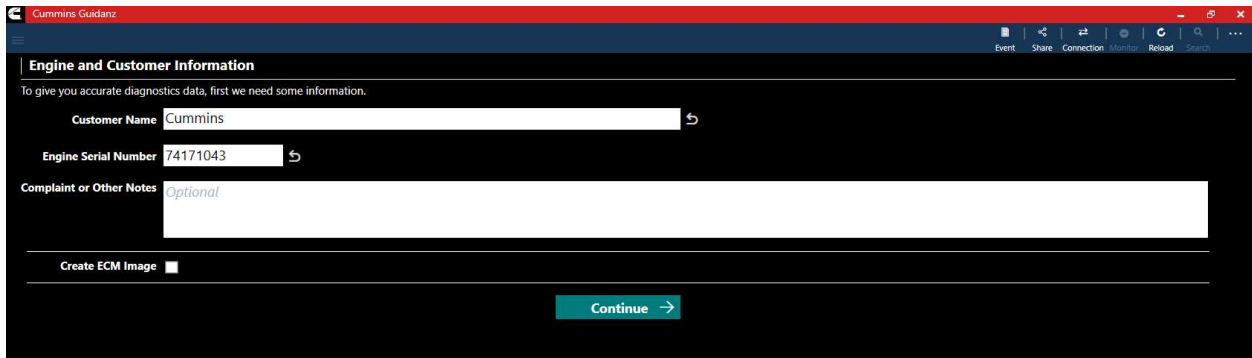 Cummins Guidanz
Event Share Connection Monitor Reload Search
Engine and Customer Information
To give you accurate diagnostics data, first we need some information.
Customer Name Cummins
Engine Serial Number 74171043
Complaint or Other Notes Optional
Create ECM Image
Continue